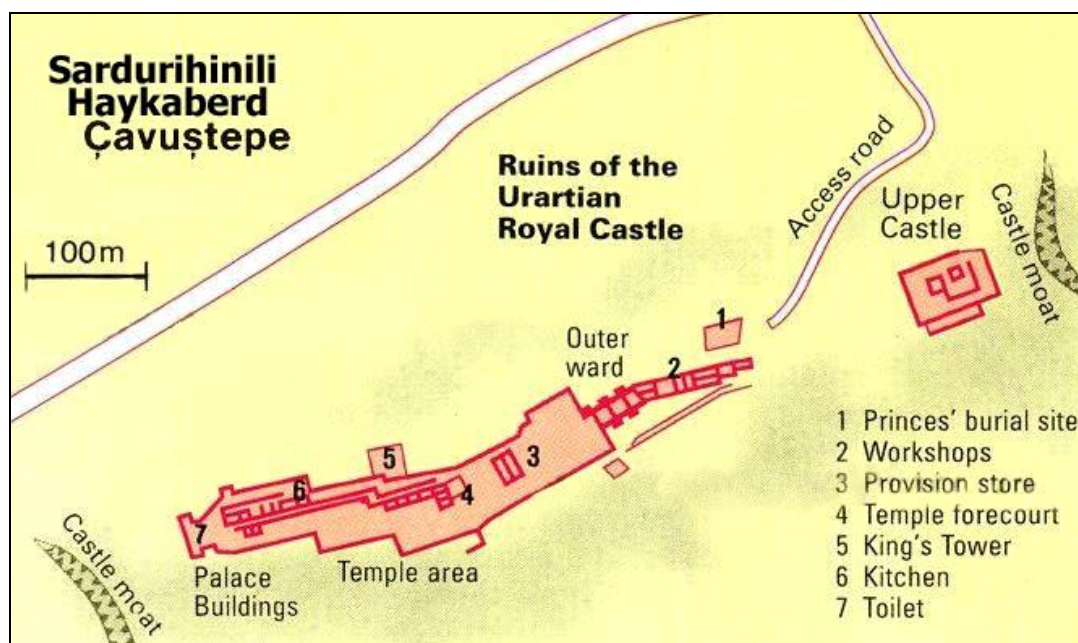 Sardurihinili
Haykaberd
Çavuştepe
100m
Ruins of the
Urartian
Royal Castle
Access road
Upper
Castle
Castle moat
Outer
ward
1
2
3
4
5
6
7
Castle moat
Palace
Buildings
Temple area
1 Princes' burial site
2 Workshops
3 Provision store
4 Temple forecourt
5 King's Tower
6 Kitchen
7 Toilet